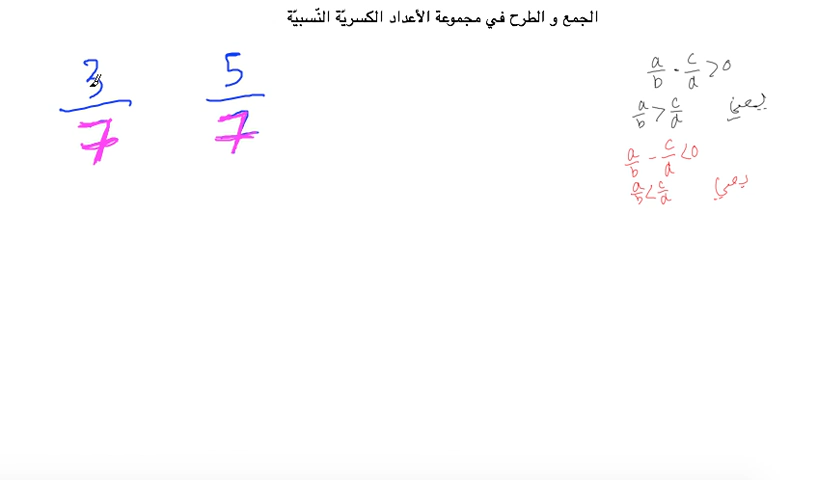 الجمع و الطرح في مجموعة الأعداد الكسريّة النّسبيّة
3/7 5/7
a/b - c/d > 0
a/b > c/d يعني
a/b - c/d < 0
a/b < c/d يعني